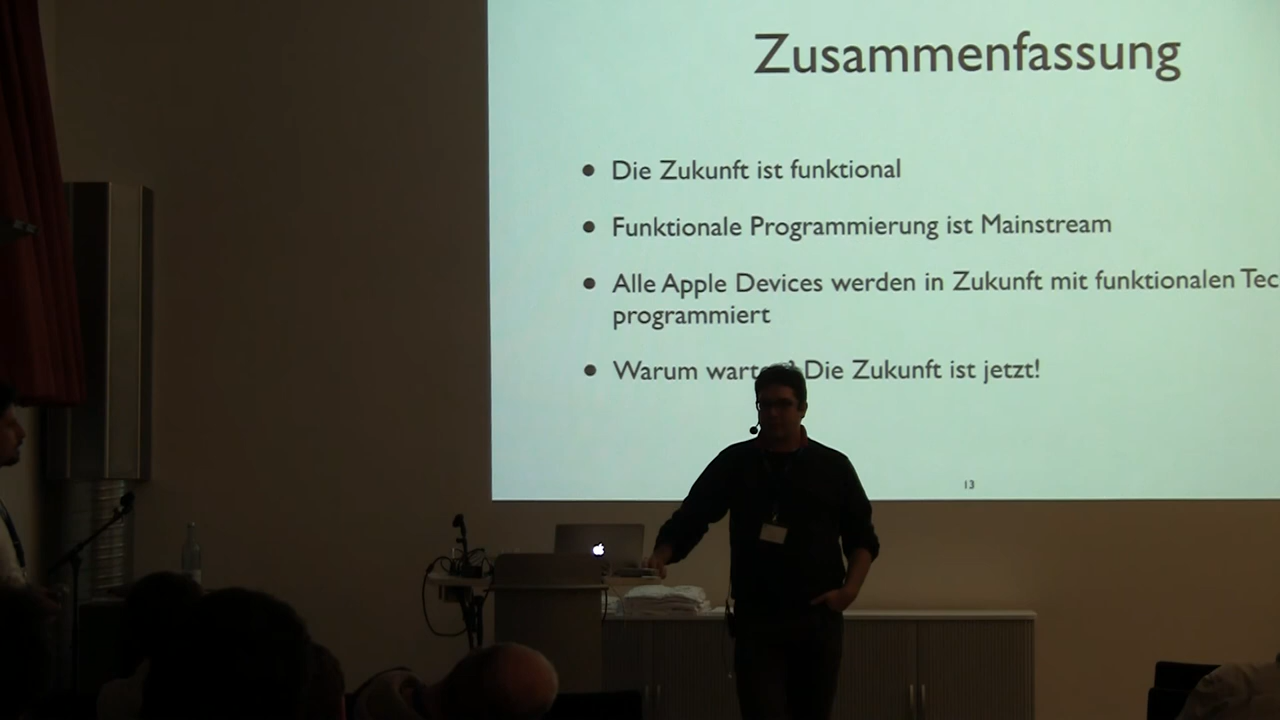 Zusammenfassung
• Die Zukunft ist funktional
• Funktionale Programmierung ist Mainstream
• Alle Apple Devices werden in Zukunft mit funktionalen
programmiert
• Warum Die Zukunft ist jetzt!
13